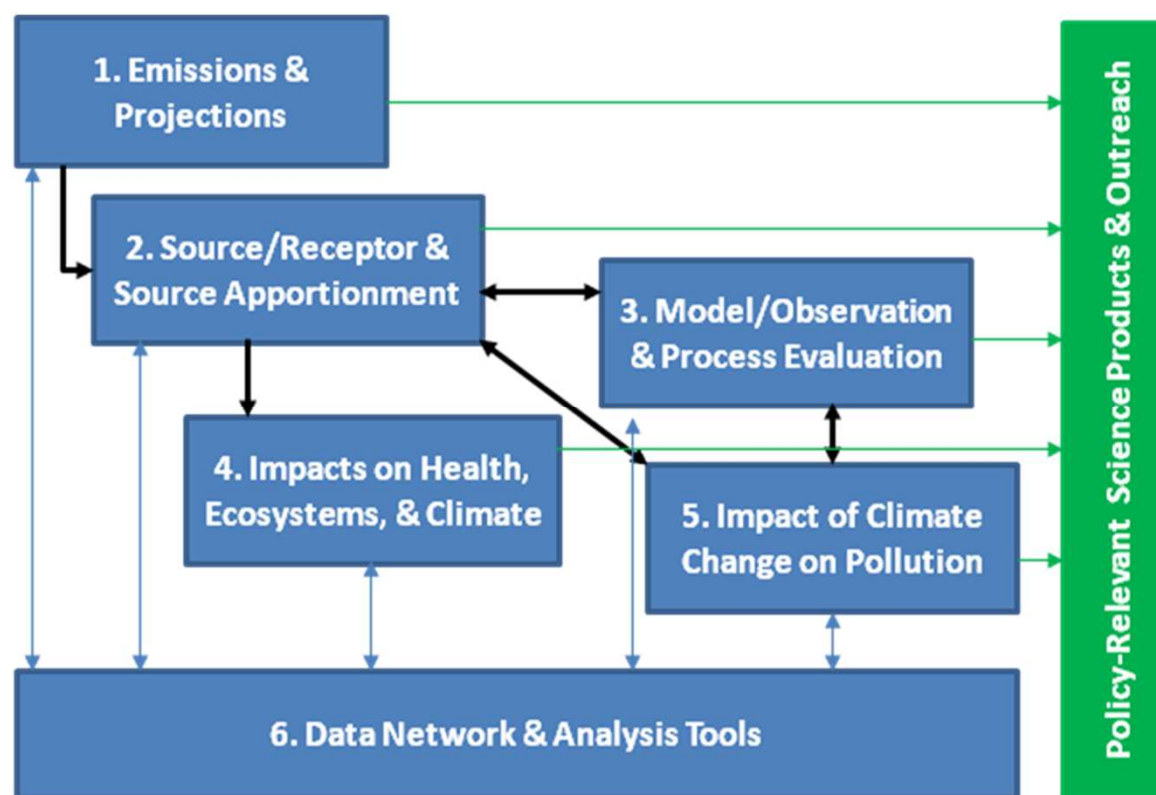 1. Emissions &
Projections
2. Source/Receptor &
Source Apportionment
3. Model/Observation
& Process Evaluation
4. Impacts on Health,
Ecosystems, & Climate
5. Impact of Climate
Change on Pollution
6. Data Network & Analysis Tools
Policy-Relevant Science Products & Outreach